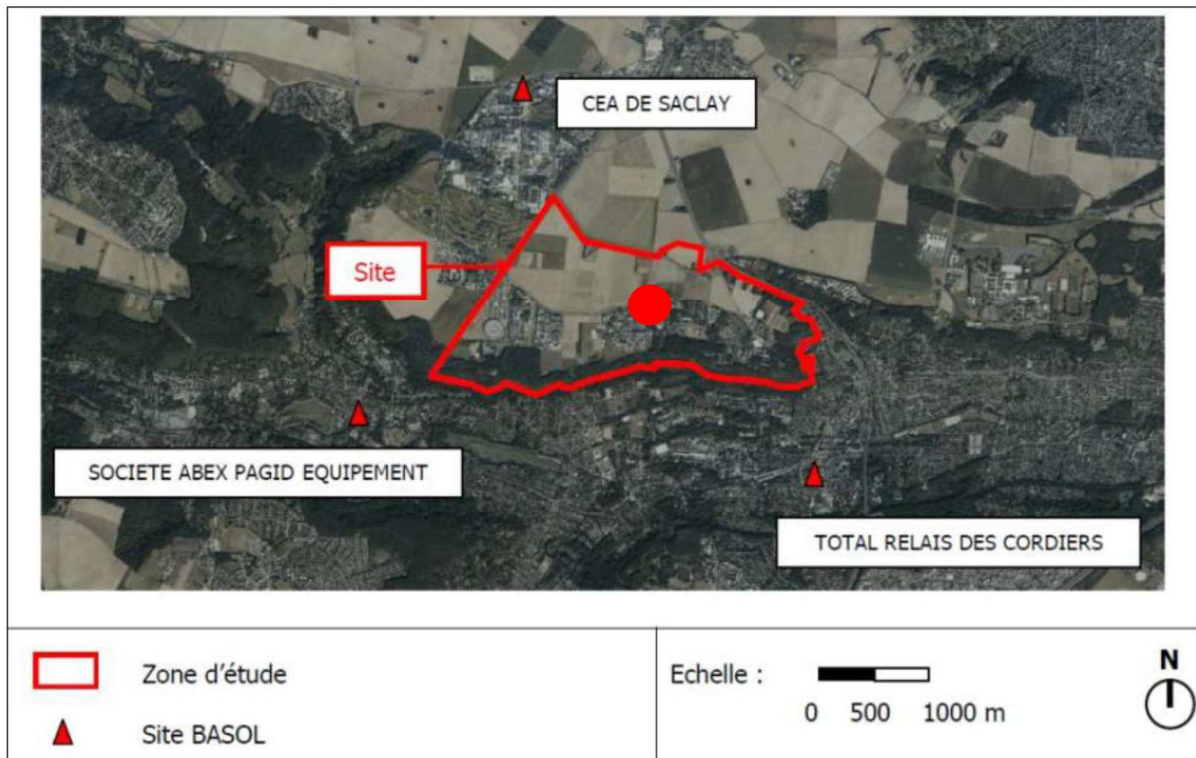 CEA DE SACLAY
Site
SOCIETE ABEX PAGID EQUIPEMENT
TOTAL RELAIS DES CORDIERS
Zone d'étude
Site BASOL
Echelle :
0 500 1000 m
N